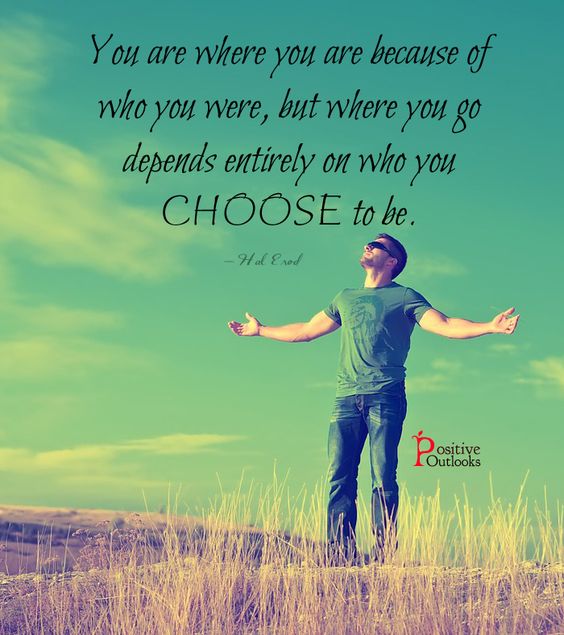 You are where you are because of
who you were, but where you go
depends entirely on who you
CHOOSE to be.
— Hal Erod
Positive
Outlooks